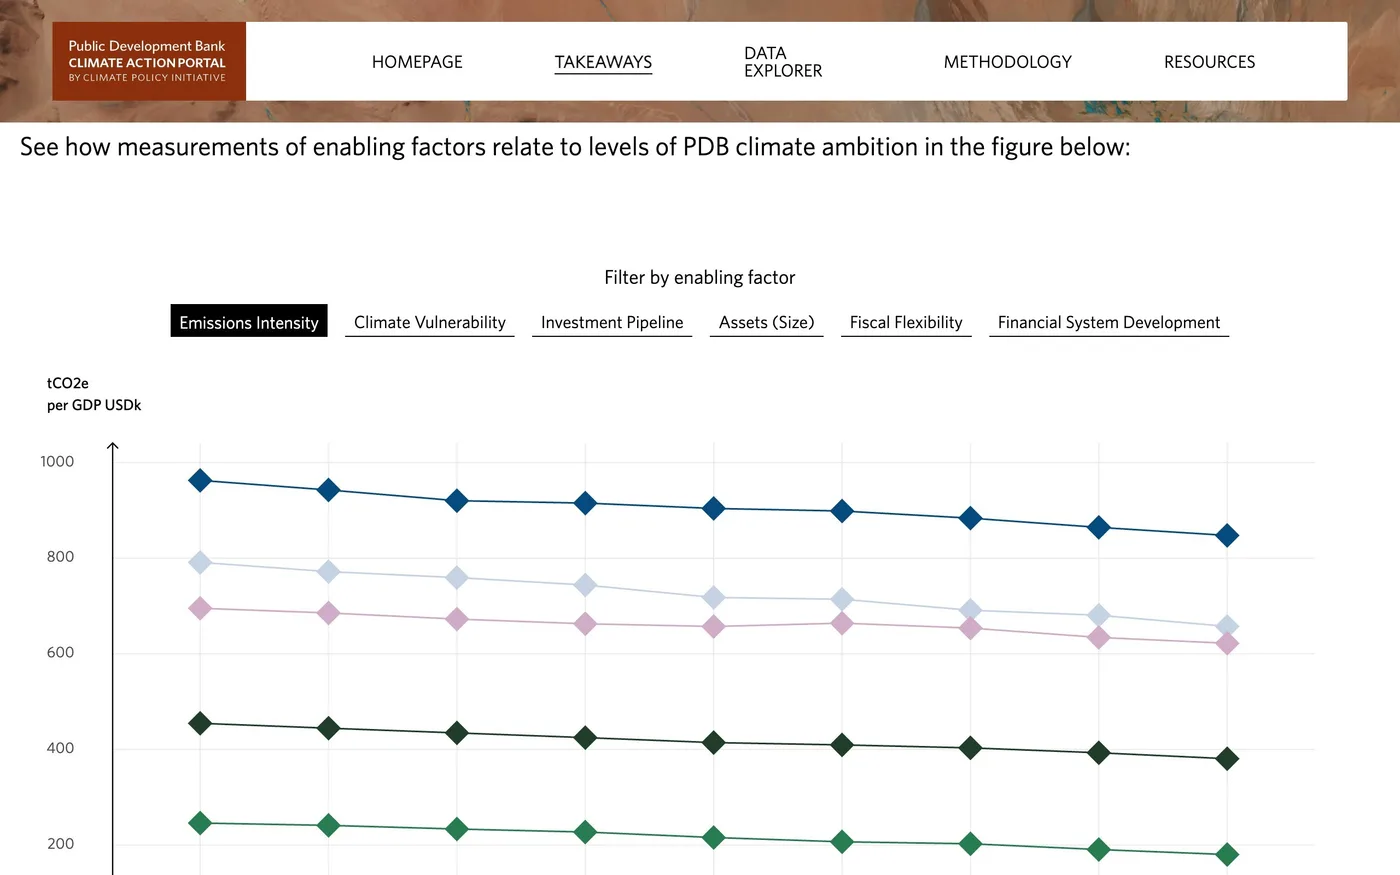 Public Development Bank
CLIMATE ACTION PORTAL
BY CLIMATE POLICY INITIATIVE
HOMEPAGE
TAKEAWAYS
DATA
EXPLORER
METHODOLOGY
RESOURCES
See how measurements of enabling factors relate to levels of PDB climate ambition in the figure below:
Filter by enabling factor
Emissions Intensity
Climate Vulnerability
Investment Pipeline
Assets (Size)
Fiscal Flexibility
Financial System Development
tCO2e
per GDP USDk
1000
800
600
400
200